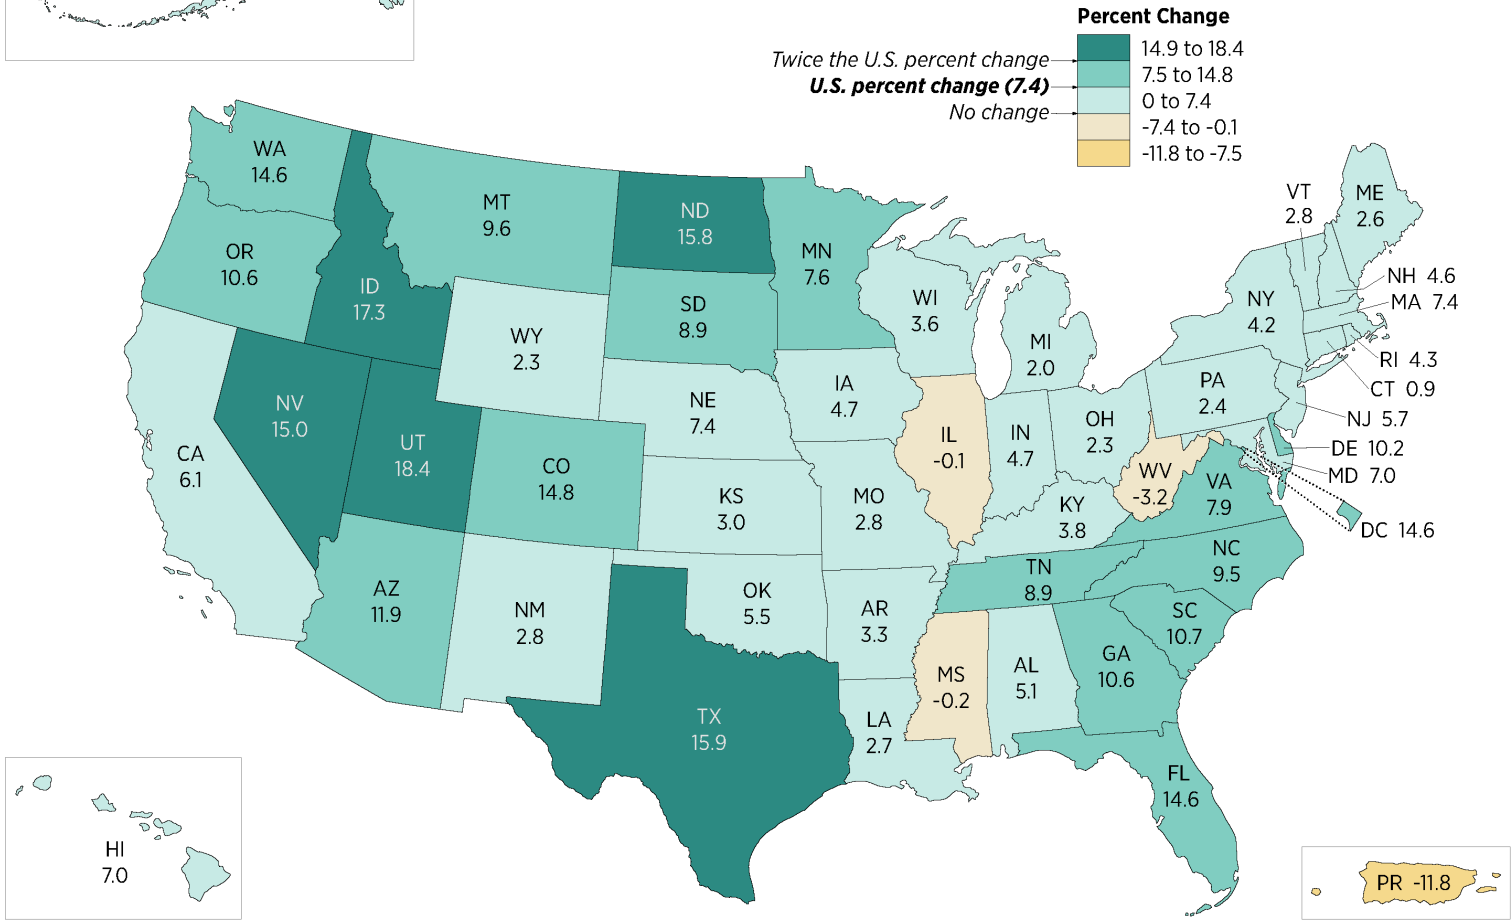 Percent Change
14.9 to 18.4
Twice the U.S. percent change
7.5 to 14.8
U.S. percent change (7.4)
0 to 7.4
No change
-7.4 to -0.1
-11.8 to -7.5
WA
14.6
MT
9.6
ND
15.8
MN
7.6
VT
2.8
ME
2.6
OR
10.6
ID
17.3
SD
8.9
WI
3.6
NY
4.2
NH 4.6
MA 7.4
WY
2.3
MI
2.0
RI 4.3
CT 0.9
NJ 5.7
DE 10.2
MD 7.0
DC 14.6
IA
4.7
PA
2.4
NV
15.0
NE
7.4
UT
18.4
CO
14.8
IL
-0.1
IN
4.7
OH
2.3
CA
6.1
WV
-3.2
VA
7.9
KS
3.0
MO
2.8
KY
3.8
NC
9.5
TN
8.9
AZ
11.9
NM
2.8
OK
5.5
AR
3.3
SC
10.7
MS
-0.2
AL
5.1
GA
10.6
TX
15.9
LA
2.7
FL
14.6
HI
7.0
PR -11.8